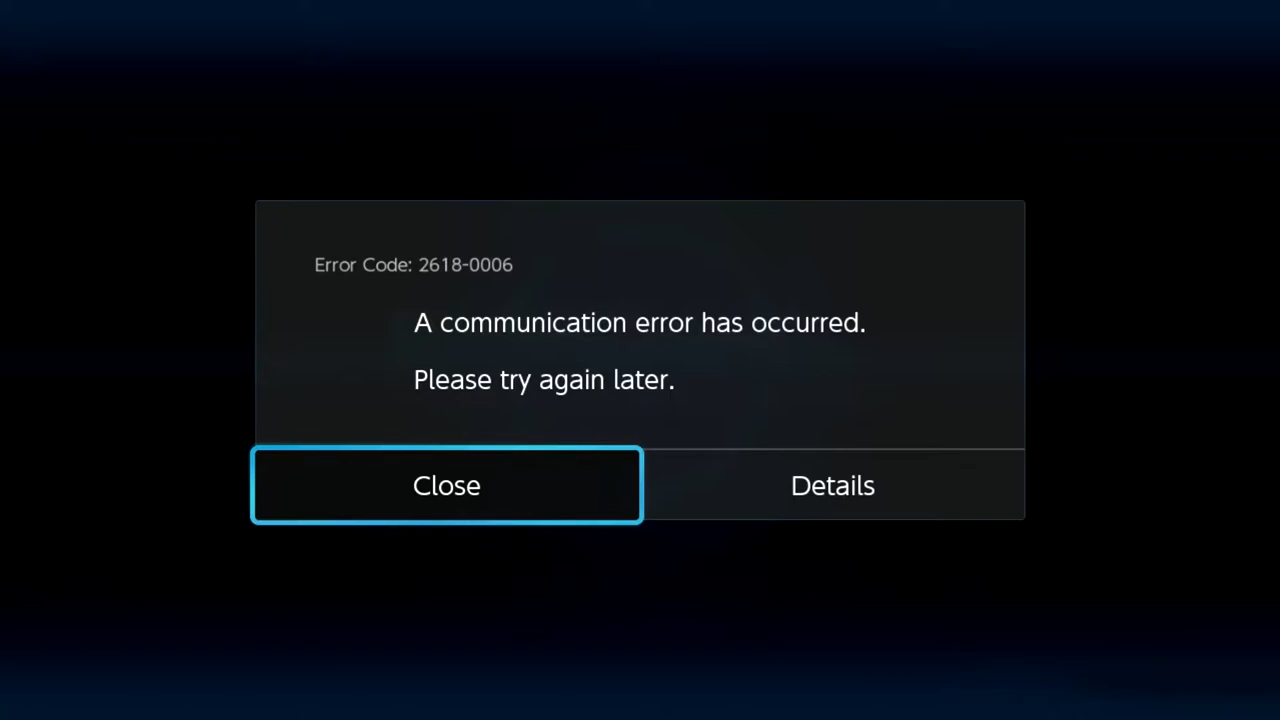 Error Code: 2618-0006
A communication error has occurred.
Please try again later.
Close
Details